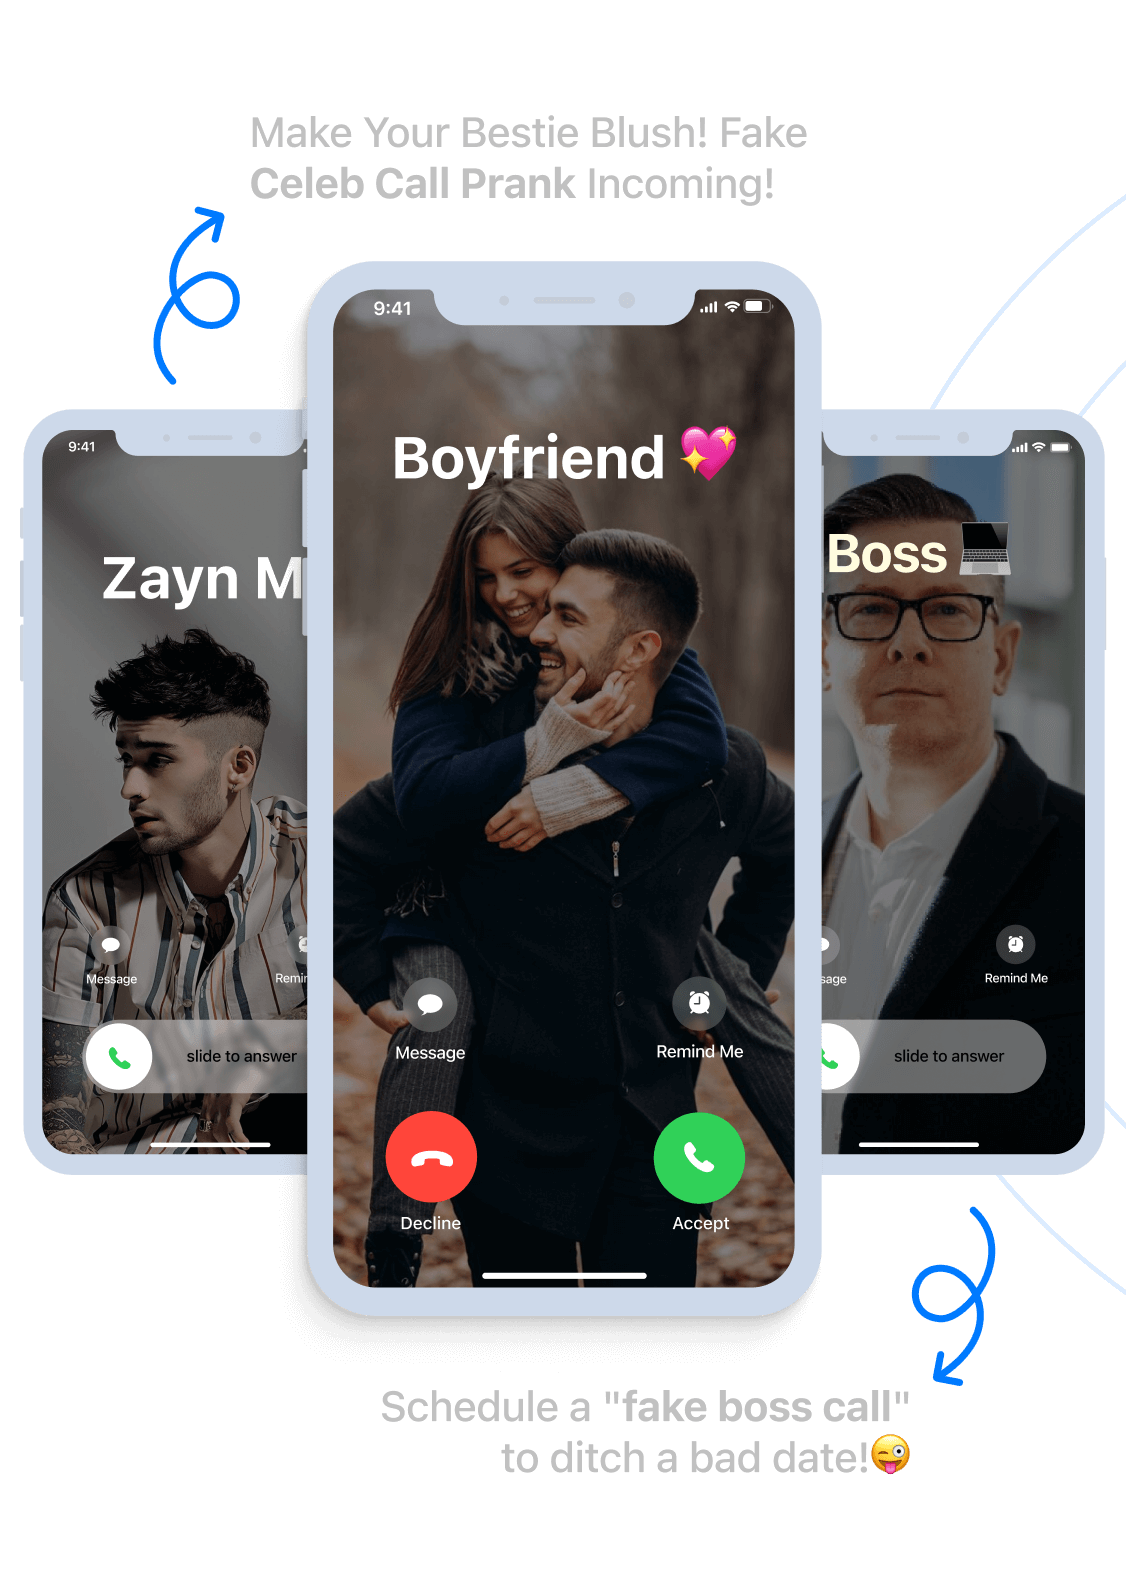 Make Your Bestie Blush! Fake
Celeb Call Prank Incoming!
9:41
Zayn M
Message
Remin
slide to answer
9:41
Boyfriend 💖
Message
Remind Me
Decline
Accept
Boss 💻
sage
Remind Me
slide to answer
Schedule a "fake boss call"
to ditch a bad date!😜